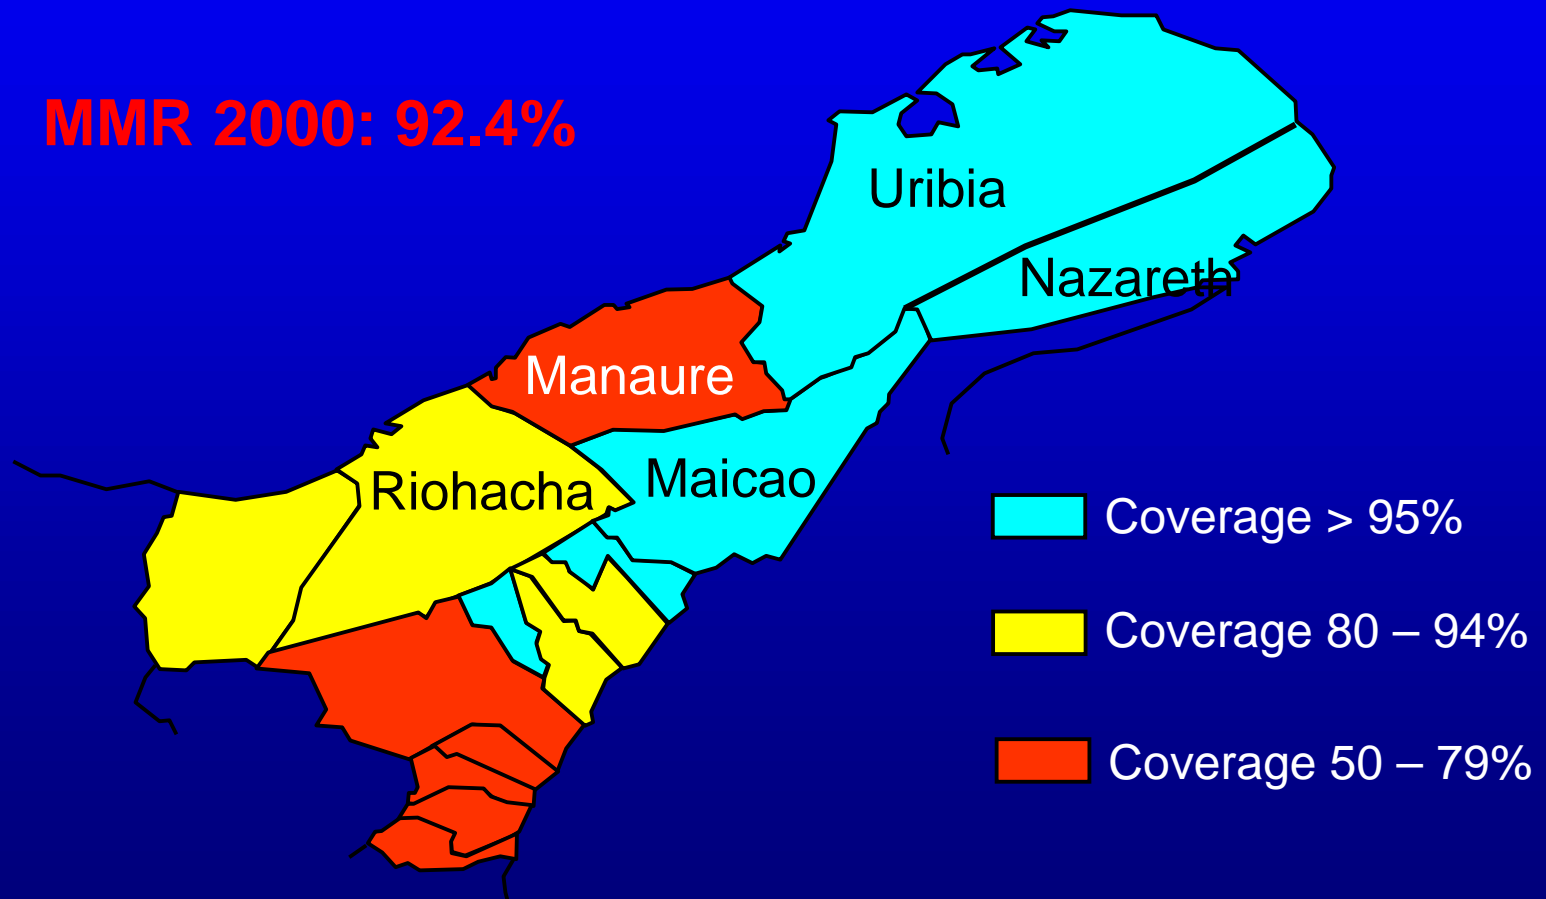 MMR 2000: 92.4%
Uribia
Nazareth
Manaure
Maicao
Riohacha
Coverage > 95%
Coverage 80 – 94%
Coverage 50 – 79%